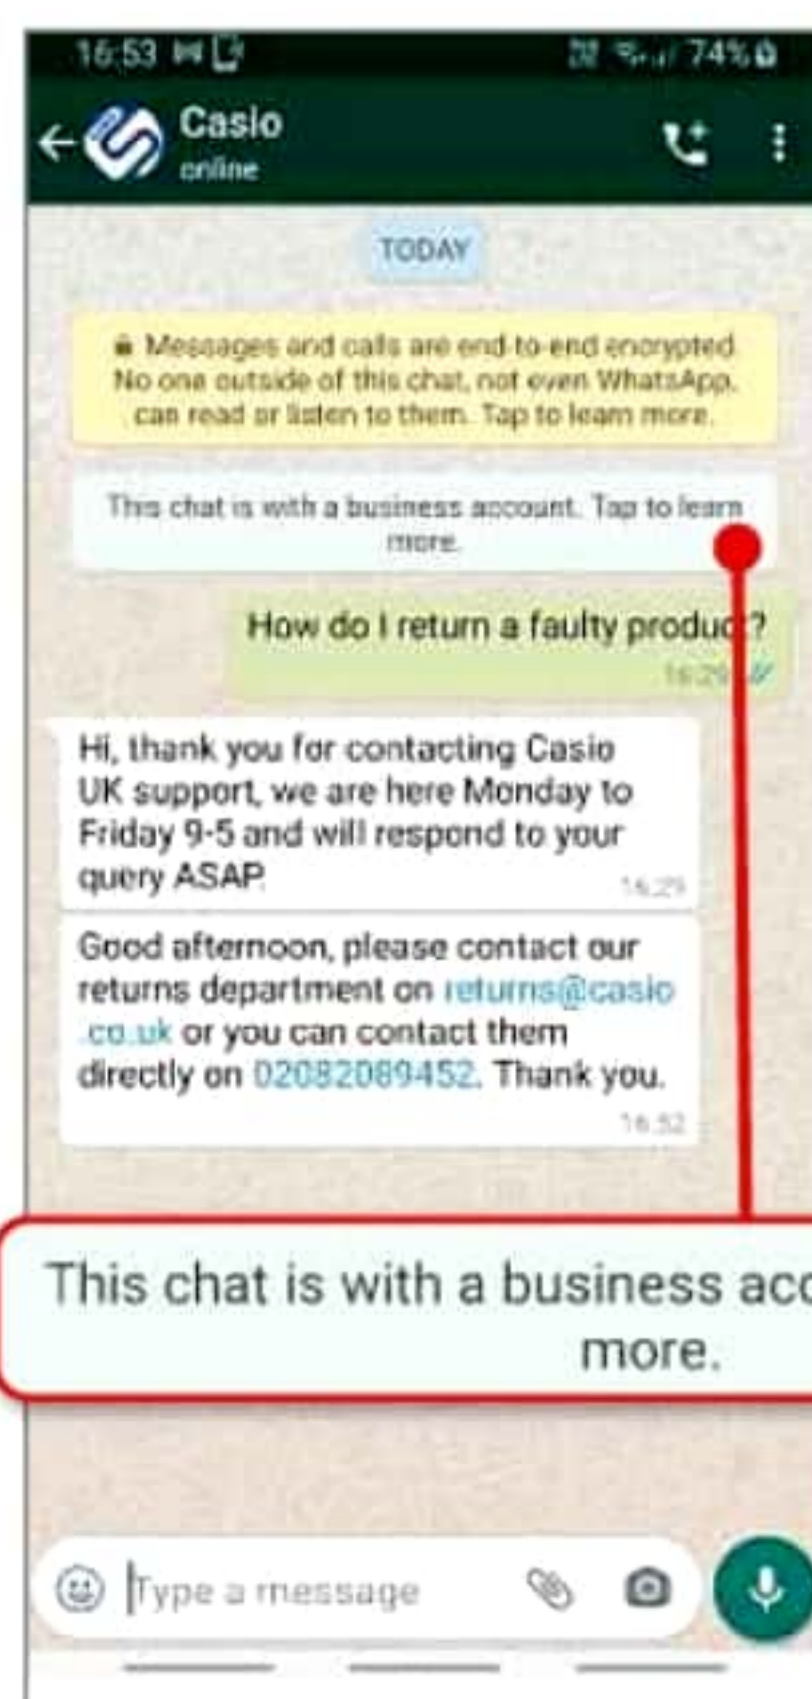 16:53
74%
Casio
online
TODAY
Messages and calls are end-to-end encrypted.
No one outside of this chat, not even WhatsApp,
can read or listen to them. Tap to learn more.
This chat is with a business account. Tap to learn
more.
How do I return a faulty product?
16:29
Hi, thank you for contacting Casio
UK support, we are here Monday to
Friday 9-5 and will respond to your
query ASAP.
16:29
Good afternoon, please contact our
returns department on returns@casio
.co.uk or you can contact them
directly on 02082089452. Thank you.
16:52
This chat is with a business acc
more.
Type a message